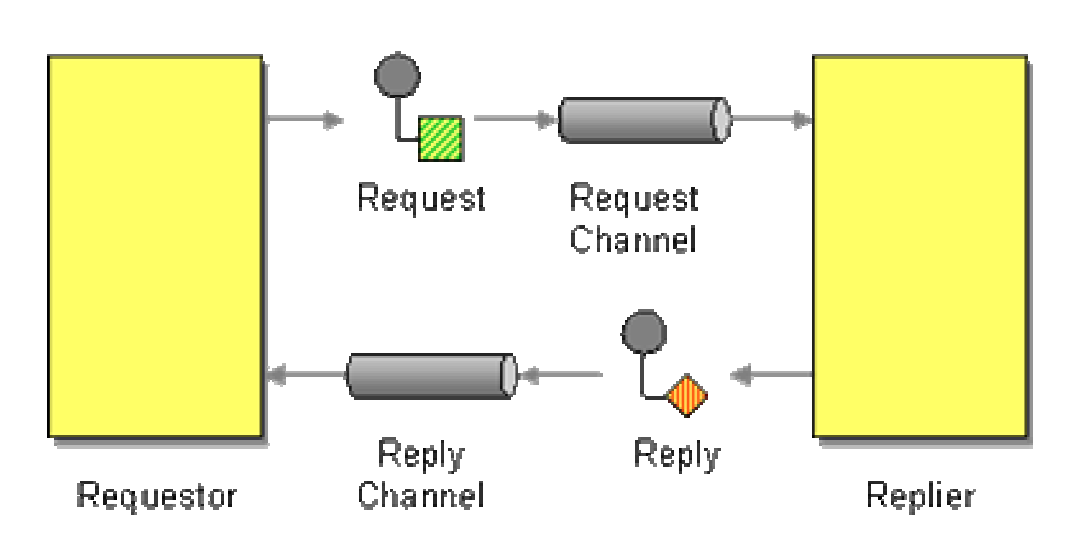 Request
Request
Channel
Reply
Channel
Reply
Requestor
Replier